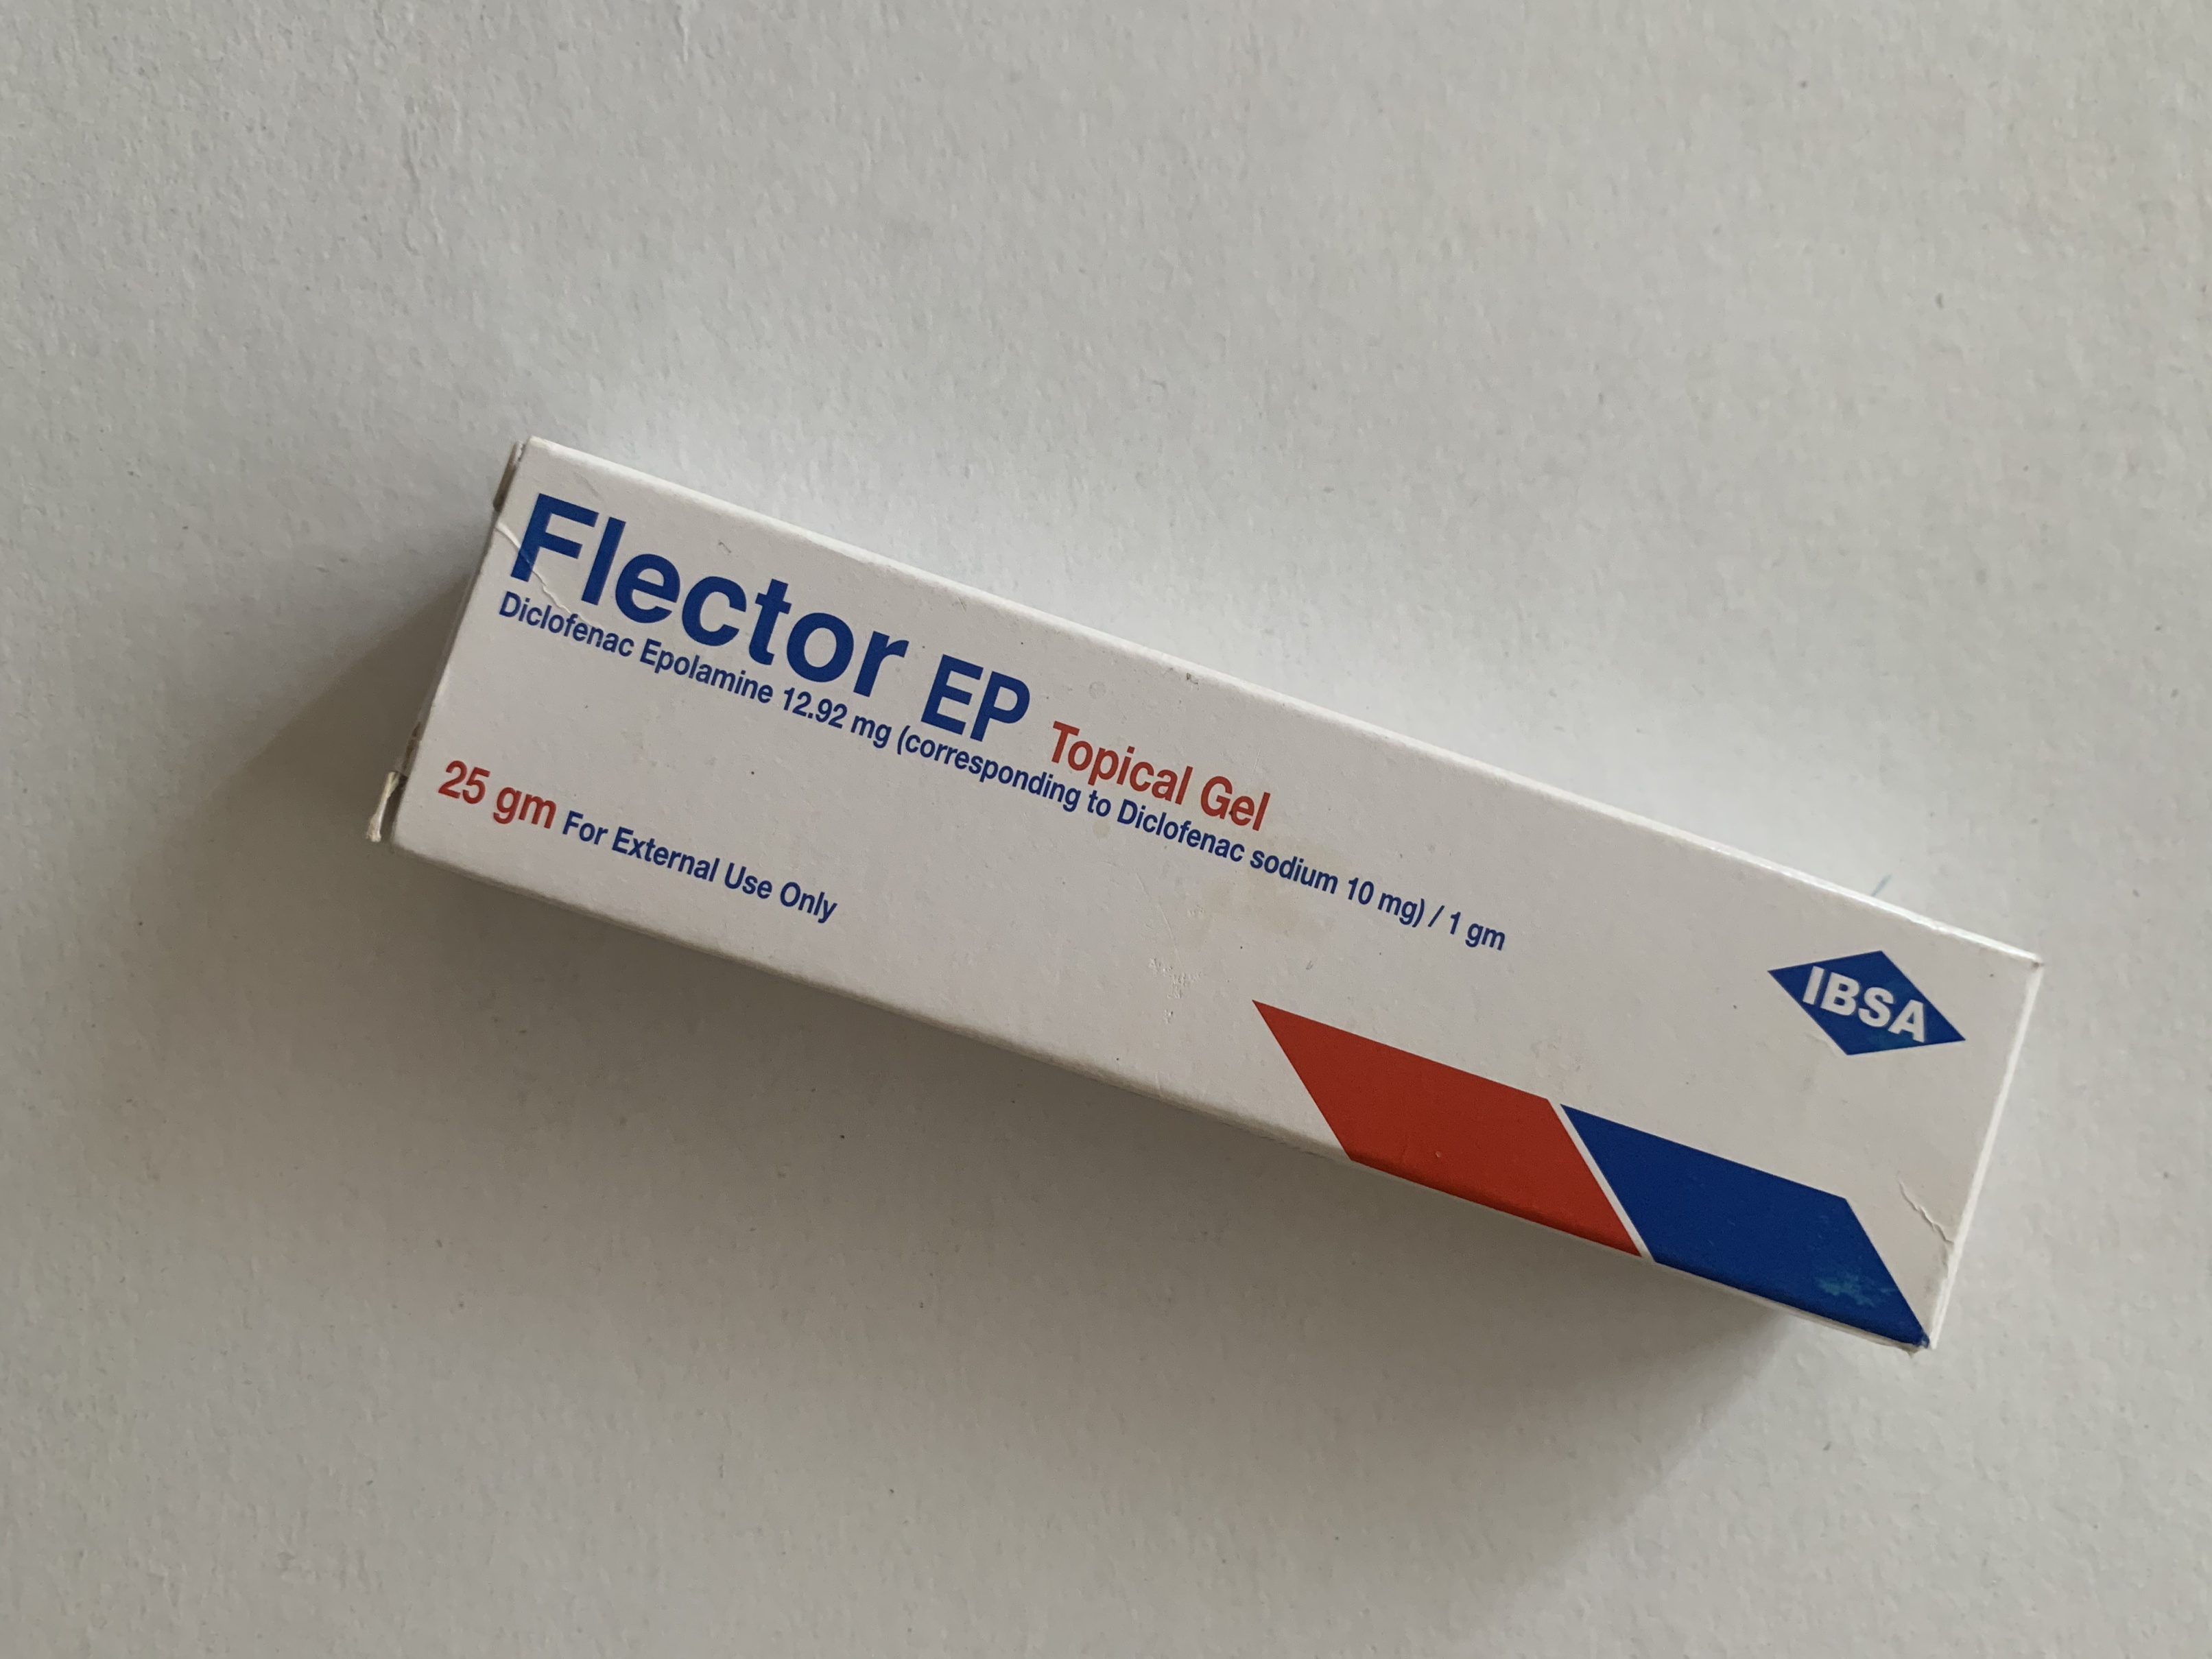 Flector EP Topical Gel
Diclofenac Epolamine 12.92 mg (corresponding to Diclofenac sodium 10 mg) / 1 gm
25 gm For External Use Only
IBSA